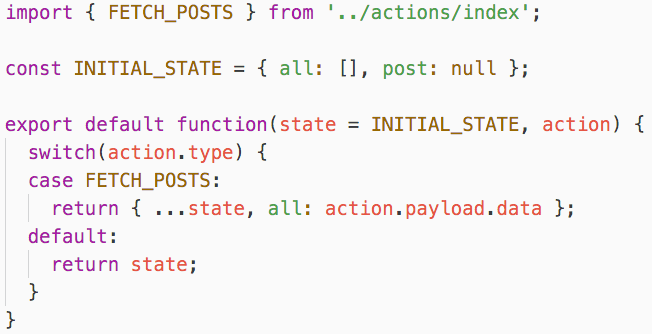 import { FETCH_POSTS } from '../actions/index';
const INITIAL_STATE = { all: [], post: null };
export default function(state = INITIAL_STATE, action) {
switch(action.type) {
case FETCH_POSTS:
return { ...state, all: action.payload.data };
default:
return state;
}
}